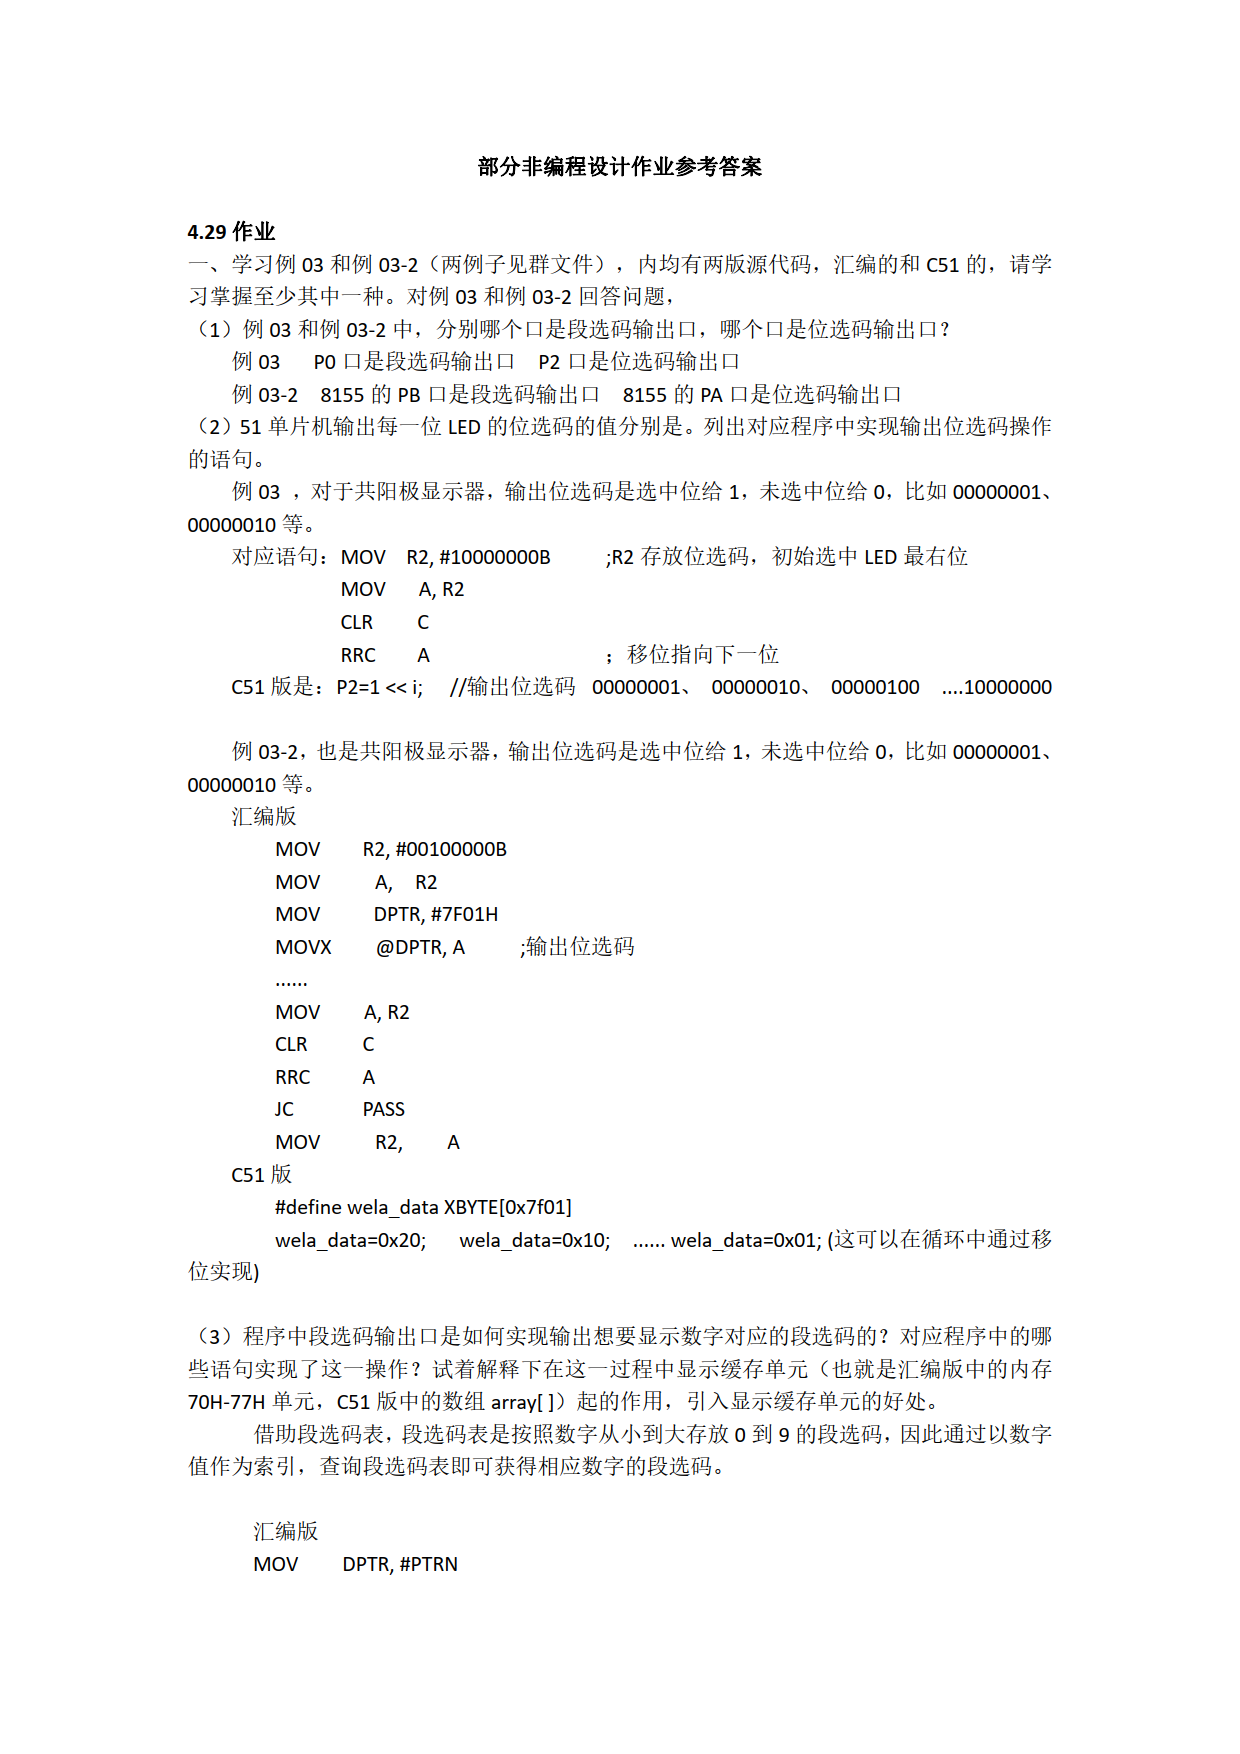 部分非编程设计作业参考答案
4.29 作业
一、学习例 03 和例 03-2（两例子见群文件），内均有两版源代码，汇编的和 C51 的，请学
习掌握至少其中一种。对例 03 和例 03-2 回答问题，
（1）例 03 和例 03-2 中，分别哪个口是段选码输出口，哪个口是位选码输出口？
例 03 P0 口是段选码输出口 P2 口是位选码输出口
例 03-2 8155 的 PB 口是段选码输出口 8155 的 PA 口是位选码输出口
（2）51 单片机输出每一位 LED 的位选码的值分别是。列出对应程序中实现输出位选码操作
的语句。
例 03 ，对于共阳极显示器，输出位选码是选中位给 1，未选中位给 0，比如 00000001、
00000010 等。
对应语句：MOV R2, #10000000B ;R2 存放位选码，初始选中 LED 最右位
MOV A, R2
CLR C
RRC A ；移位指向下一位
C51 版是：P2=1 << i; //输出位选码 00000001、 00000010、 00000100 ....10000000
例 03-2，也是共阳极显示器，输出位选码是选中位给 1，未选中位给 0，比如 00000001、
00000010 等。
汇编版
MOV R2, #00100000B
MOV A, R2
MOV DPTR, #7F01H
MOVX @DPTR, A ;输出位选码
......
MOV A, R2
CLR C
RRC A
JC PASS
MOV R2, A
C51 版
#define wela_data XBYTE[0x7f01]
wela_data=0x20; wela_data=0x10; ...... wela_data=0x01; (这可以在循环中通过移
位实现)
（3）程序中段选码输出口是如何实现输出想要显示数字对应的段选码的？对应程序中的哪
些语句实现了这一操作？试着解释下在这一过程中显示缓存单元（也就是汇编版中的内存
70H-77H 单元，C51 版中的数组 array[ ]）起的作用，引入显示缓存单元的好处。
借助段选码表，段选码表是按照数字从小到大存放 0 到 9 的段选码，因此通过以数字
值作为索引，查询段选码表即可获得相应数字的段选码。
汇编版
MOV DPTR, #PTRN